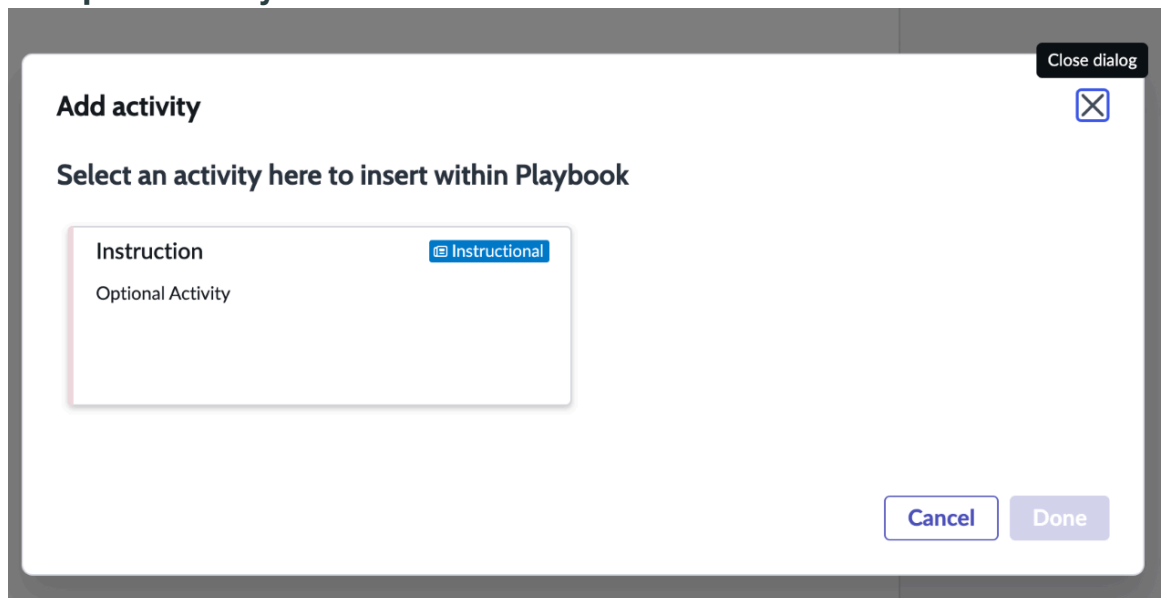 Close dialog
Add activity
Select an activity here to insert within Playbook
Instruction
Instructional
Optional Activity
Cancel
Done